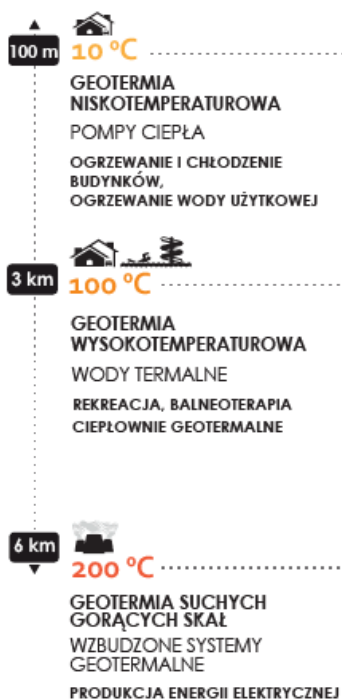 100 m
10 °C
GEOTERMIA
NISKOTEMPERATUROWA
POMPY CIEPŁA
OGRZEWANIE I CHŁODZENIE
BUDYNKÓW,
OGRZEWANIE WODY UŻYTKOWEJ
3 km
100 °C
GEOTERMIA
WYSOKOTEMPERATUROWA
WODY TERMALNE
REKREACJA, BALNEOTERAPIA
CIEPŁOWNIE GEOTERMALNE
6 km
200 °C
GEOTERMIA SUCHYCH
GORĄCYCH SKAŁ
WZBUDZONE SYSTEMY
GEOTERMALNE
PRODUKCJA ENERGII ELEKTRYCZNEJ